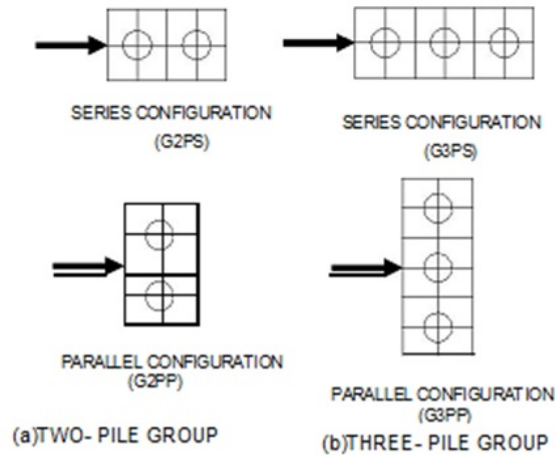 SERIES CONFIGURATION
(G2PS)
SERIES CONFIGURATION
(G3PS)
PARALLEL CONFIGURATION
(G2PP)
PARALLEL CONFIGURATION
(G3PP)
(a)TWO- PILE GROUP
(b)THREE- PILE GROUP